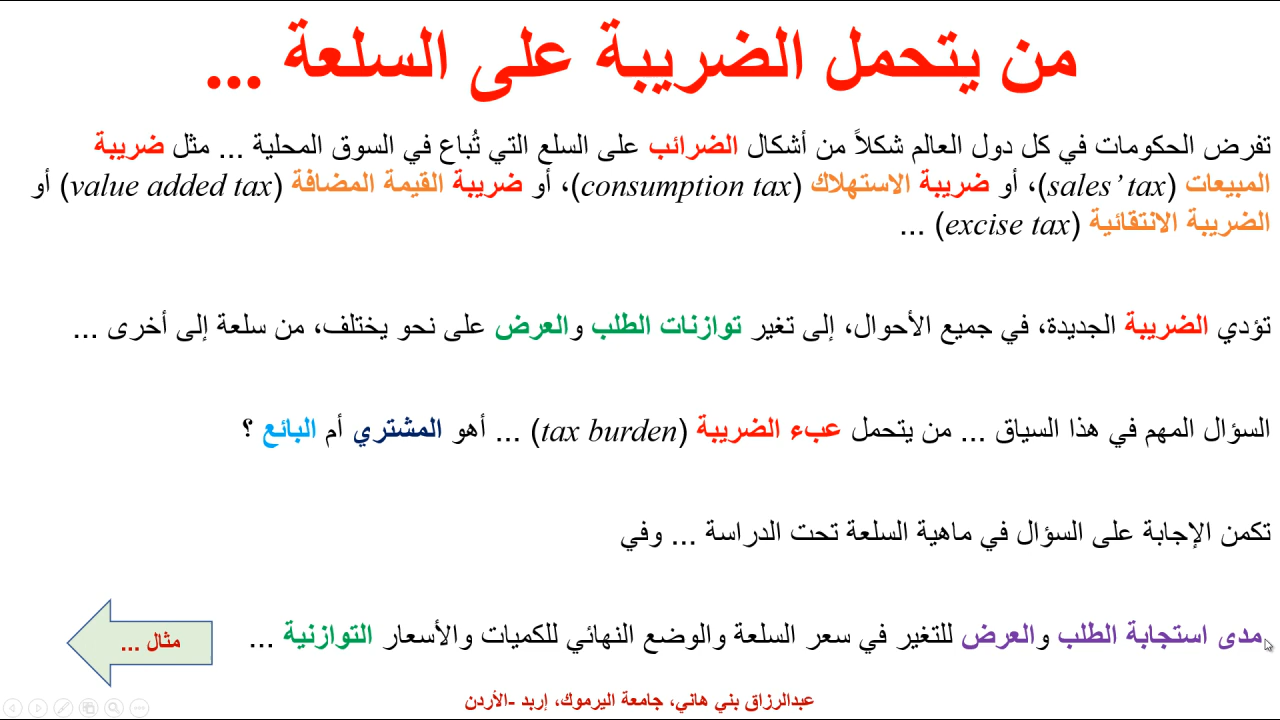 من يتحمل الضريبة على السلعة ...
تفرض الحكومات في كل دول العالم شكلاً من أشكال الضرائب على السلع التي تُباع في السوق المحلية ... مثل ضريبة
المبيعات (sales’ tax)، أو ضريبة الاستهلاك (consumption tax)، أو ضريبة القيمة المضافة (value added tax) أو
الضريبة الانتقائية (excise tax) ...
تؤدي الضريبة الجديدة، في جميع الأحوال، إلى تغير توازنات الطلب والعرض على نحو يختلف، من سلعة إلى أخرى ...
السؤال المهم في هذا السياق ... من يتحمل عبء الضريبة (tax burden) ... أهو المشتري أم البائع ؟
تكمن الإجابة على السؤال في ماهية السلعة تحت الدراسة ... وفي
مدى استجابة الطلب والعرض للتغير في سعر السلعة والوضع النهائي للكميات والأسعار التوازنية ...
مثال ...
عبدالرزاق بني هاني، جامعة اليرموك، إربد -الأردن